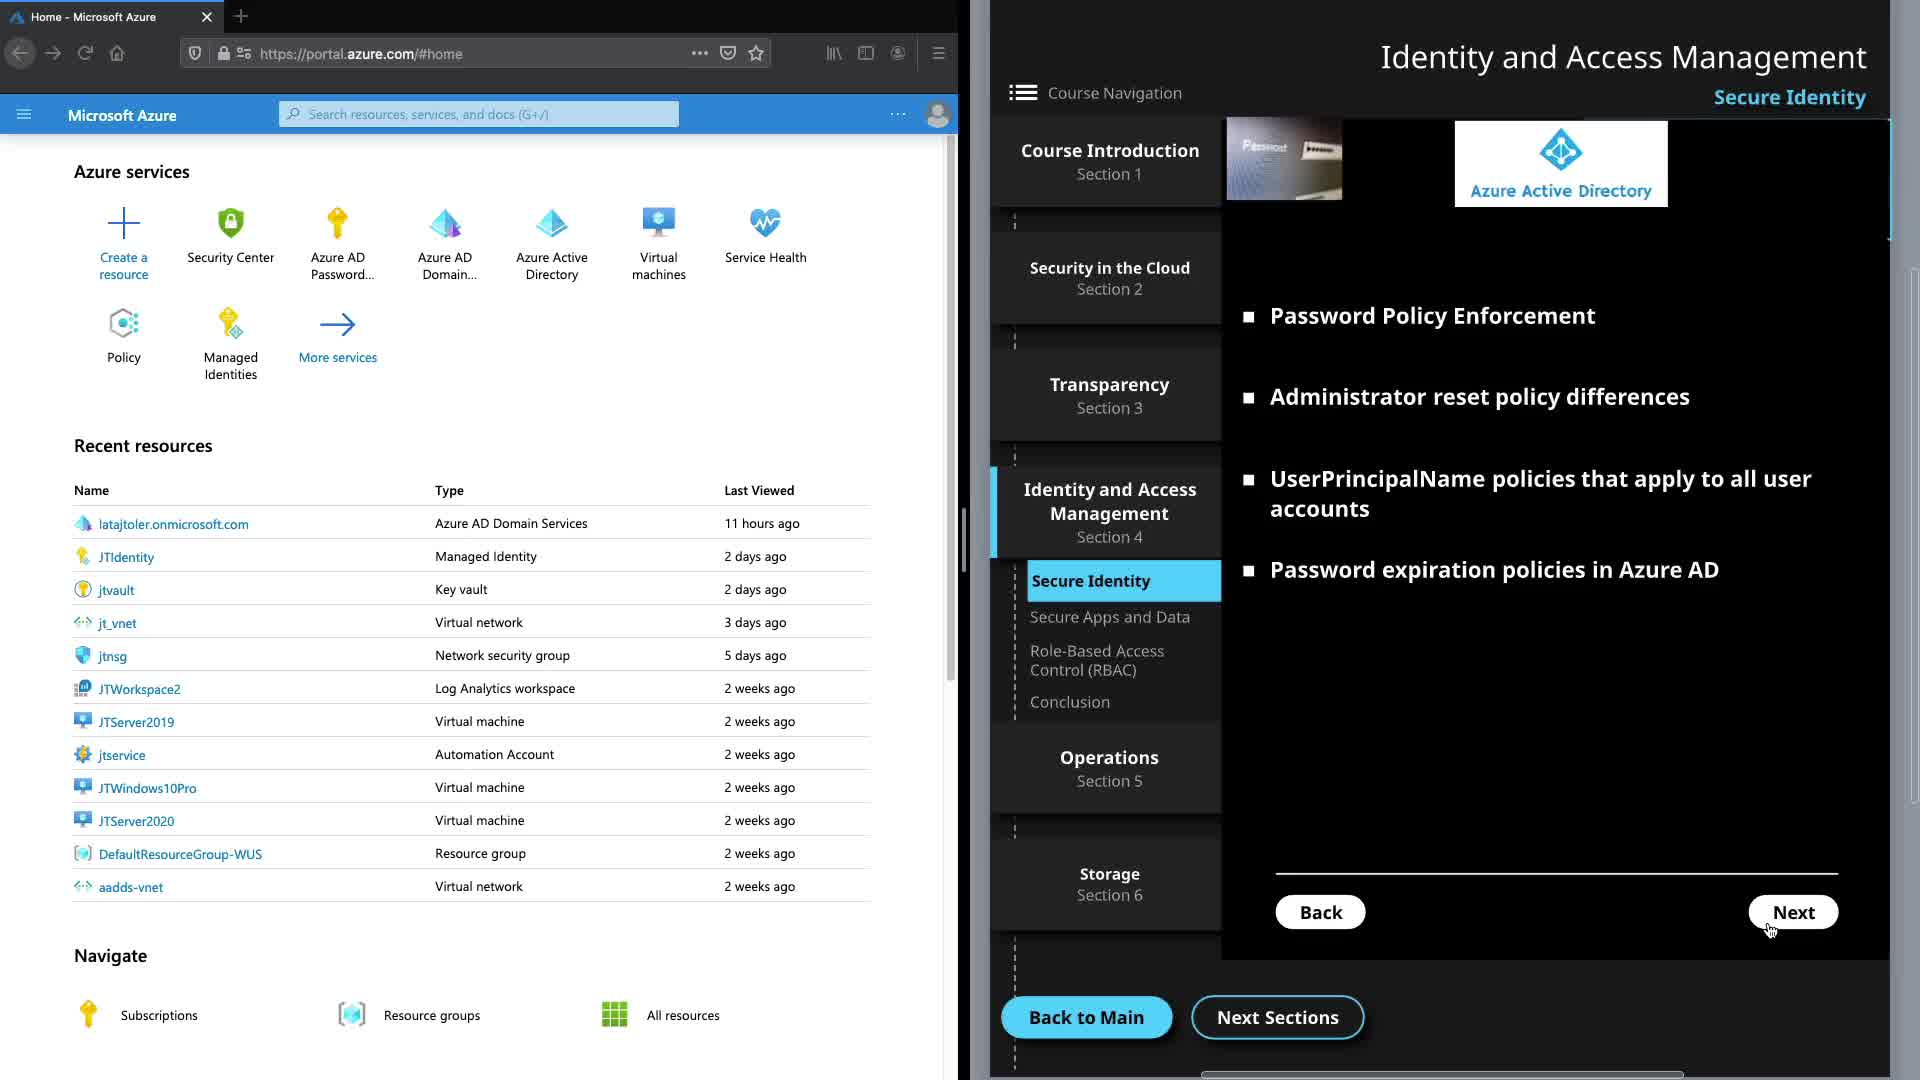 Home - Microsoft Azure
https://portal.azure.com/#home
Microsoft Azure
Search resources, services, and docs (G+/)
Azure services
Create a
resource
Security Center
Azure AD
Password...
Azure AD
Domain...
Azure Active
Directory
Virtual
machines
Service Health
Policy
Managed
Identities
More services
Recent resources
Name Type Last Viewed
latajtoler.onmicrosoft.com Azure AD Domain Services 11 hours ago
JTIdentity Managed Identity 2 days ago
jtvault Key vault 2 days ago
jt_vnet Virtual network 3 days ago
jtnsg Network security group 5 days ago
JTWorkspace2 Log Analytics workspace 2 weeks ago
JTServer2019 Virtual machine 2 weeks ago
jtservice Automation Account 2 weeks ago
JTWindows10Pro Virtual machine 2 weeks ago
JTServer2020 Virtual machine 2 weeks ago
DefaultResourceGroup-WUS Resource group 2 weeks ago
aadds-vnet Virtual network 2 weeks ago
Navigate
Subscriptions Resource groups All resources
Identity and Access Management
Secure Identity
Course Navigation
Course Introduction
Section 1
Security in the Cloud
Section 2
Transparency
Section 3
Identity and Access
Management
Section 4
Secure Identity
Secure Apps and Data
Role-Based Access
Control (RBAC)
Conclusion
Operations
Section 5
Storage
Section 6
Password
Azure Active Directory
■ Password Policy Enforcement
■ Administrator reset policy differences
■ UserPrincipalName policies that apply to all user
accounts
■ Password expiration policies in Azure AD
Back Next
Back to Main Next Sections